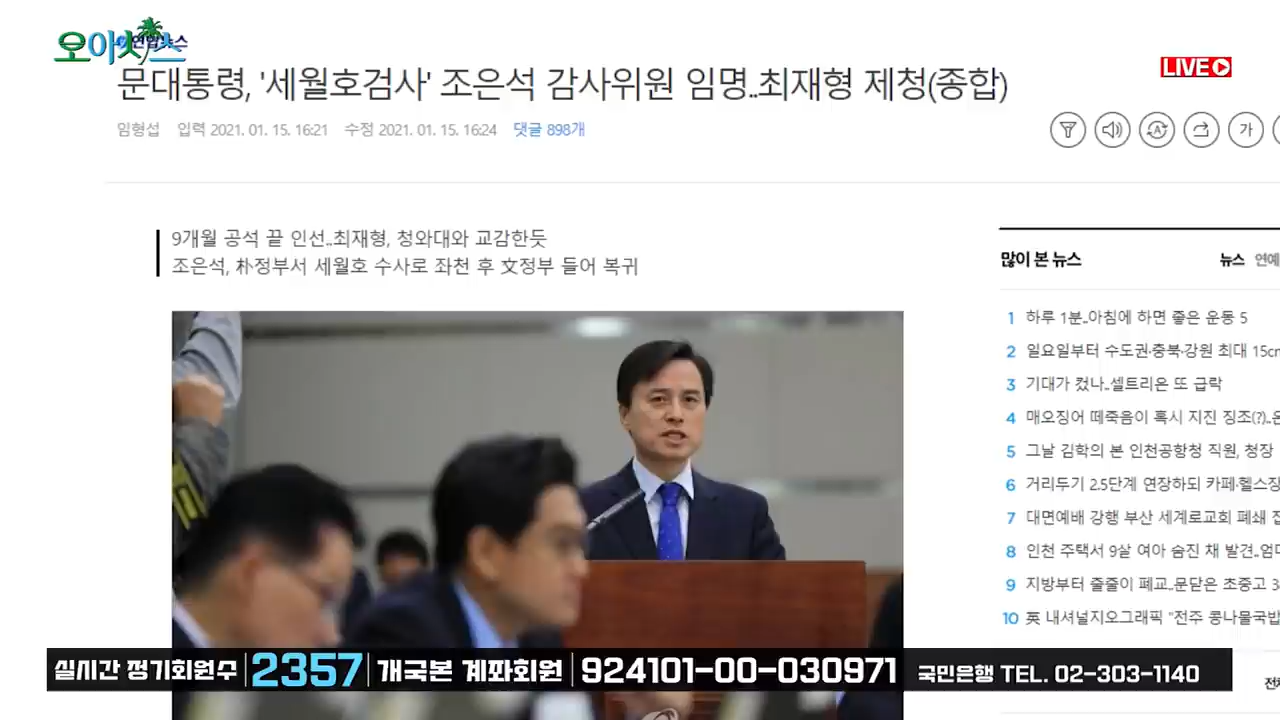 오아시스
연합뉴스
LIVE
문대통령, '세월호검사' 조은석 감사위원 임명..최재형 제청(종합)
임형섭 입력 2021. 01. 15. 16:21 수정 2021. 01. 15. 16:24 댓글 898개
가
9개월 공석 끝 인선..최재형, 청와대와 교감한듯
조은석, 朴정부서 세월호 수사로 좌천 후 文정부 들어 복귀
많이 본 뉴스 뉴스 연예
1 하루 1분..아침에 하면 좋은 운동 5
2 일요일부터 수도권·충북·강원 최대 15cm
3 기대가 컸나..셀트리온 또 급락
4 매오징어 떼죽음이 혹시 지진 징조(?)..
5 그날 김학의 본 인천공항청 직원, 청장
6 거리두기 2.5단계 연장하되 카페·헬스장
7 대면예배 강행 부산 세계로교회 폐쇄
8 인천 주택서 9살 여아 숨진 채 발견..
9 지방부터 줄줄이 폐교..문닫은 초중고 3
10 英 내셔널지오그래픽 "전주 콩나물국밥
실시간 정기회원수 2357 개국본 계좌회원 924101-00-030971 국민은행 TEL. 02-303-1140